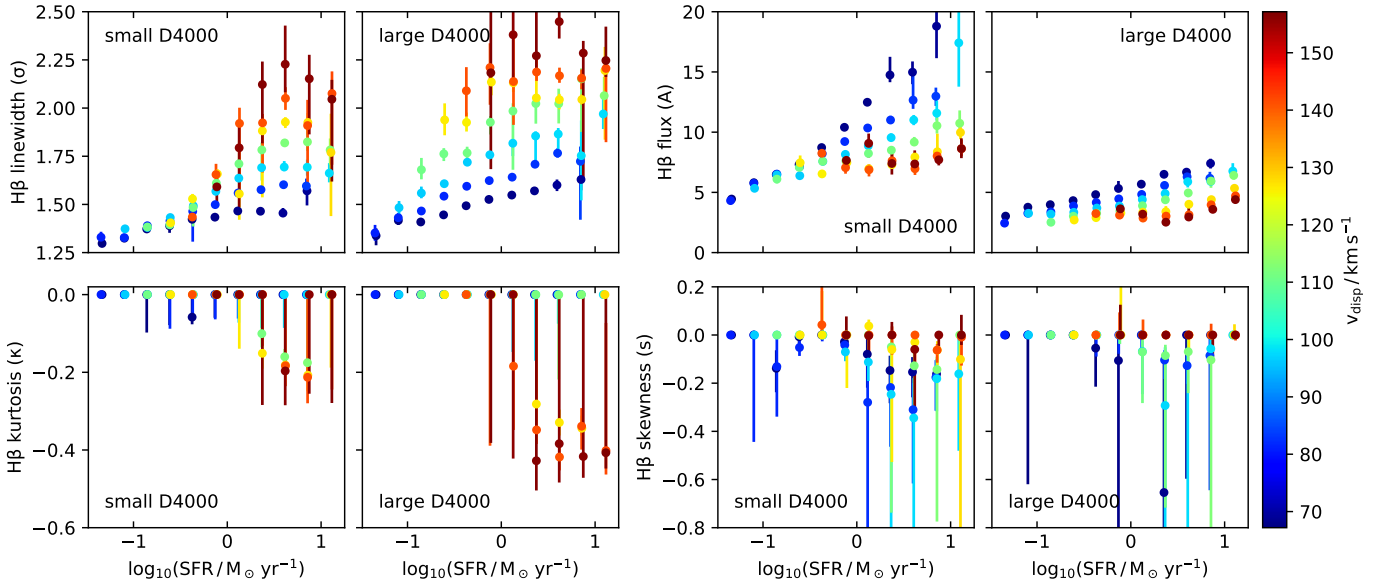 small D4000
large D4000
Hβ linewidth (σ)
2.50
2.25
2.00
1.75
1.50
1.25
small D4000
large D4000
Hβ flux (A)
20
15
10
5
0
small D4000
large D4000
Hβ kurtosis (κ)
0.0
−0.2
−0.4
−0.6
−1
0
1
−1
0
1
log₁₀(SFR / M⊙ yr⁻¹)
log₁₀(SFR / M⊙ yr⁻¹)
small D4000
large D4000
Hβ skewness (s)
0.2
0.0
−0.2
−0.4
−0.6
−0.8
−1
0
1
−1
0
1
log₁₀(SFR / M⊙ yr⁻¹)
log₁₀(SFR / M⊙ yr⁻¹)
150
140
130
120
110
100
90
80
70
v_disp / km s⁻¹